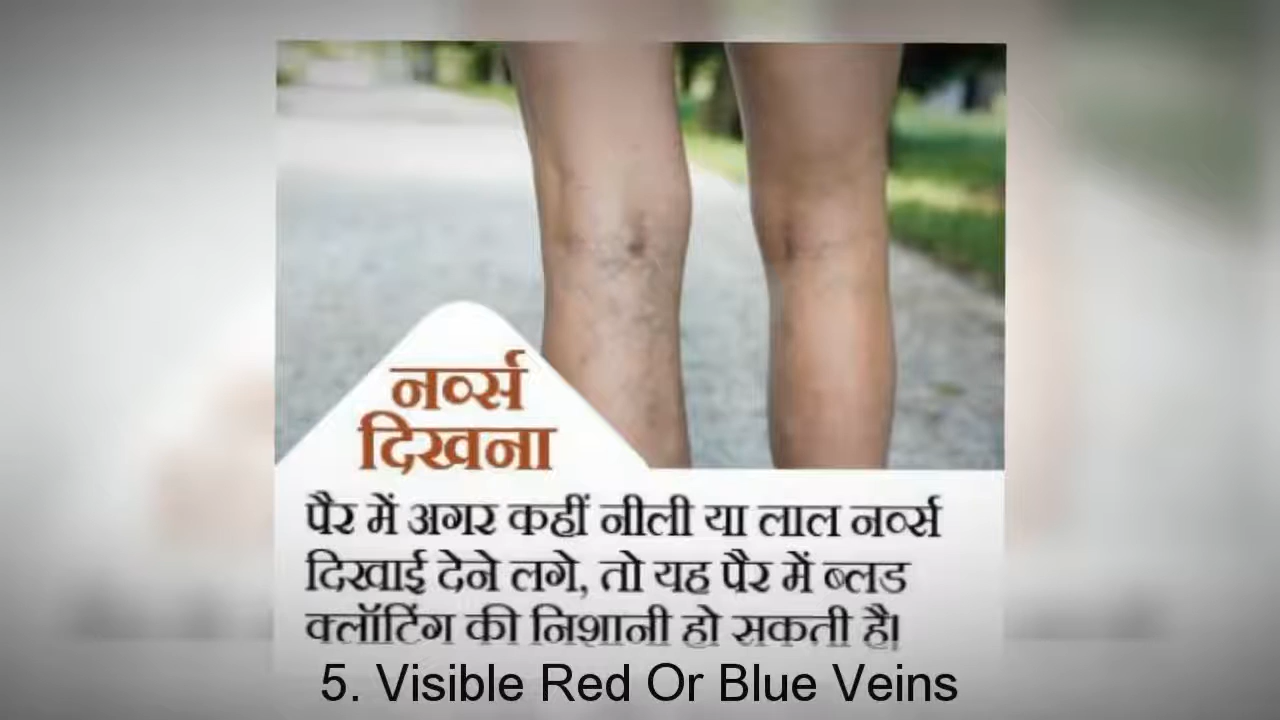 नर्व्स
दिखना
पैर में अगर कहीं नीली या लाल नर्व्स
दिखाई देने लगे, तो यह पैर में ब्लड
क्लॉटिंग की निशानी हो सकती है।
5. Visible Red Or Blue Veins